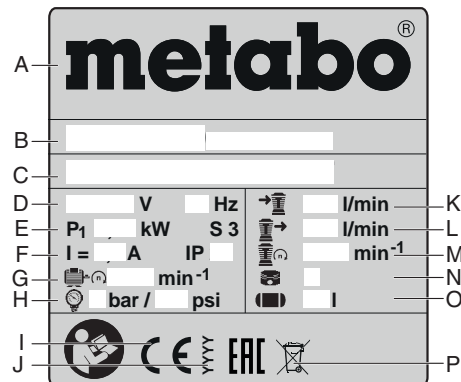 metabo®
A
B
C
D V Hz →  l/min K
E P₁ , kW S 3 → l/min L
F I = , A IP n min⁻¹ M
G n min⁻¹ N
H bar / psi l O
I
J CE YYYY EAC P